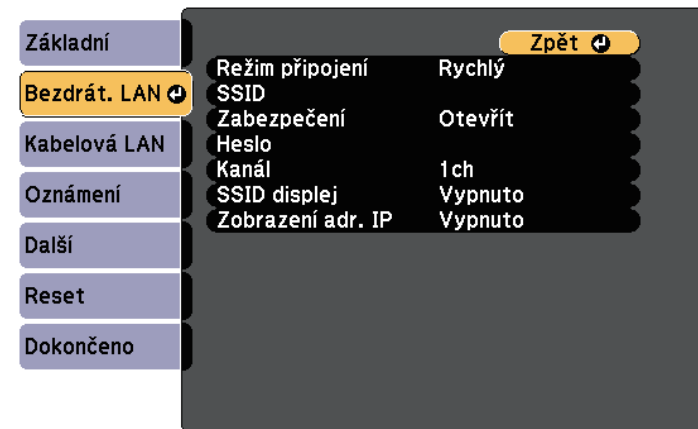 Základní
Bezdrát. LAN
Kabelová LAN
Oznámení
Další
Reset
Dokončeno
Zpět
Režim připojení Rychlý
SSID
Zabezpečení Otevřít
Heslo
Kanál 1ch
SSID displej Vypnuto
Zobrazení adr. IP Vypnuto